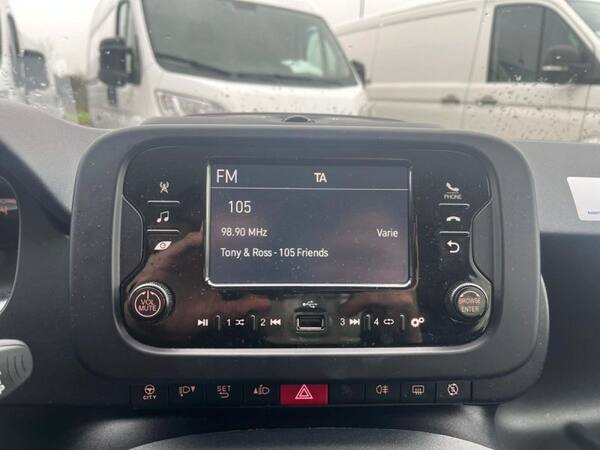 FM TA
105
98.90 MHz Varie
Tony & Ross - 105 Friends
PHONE
VOL
MUTE
BROWSE
ENTER
1 2 3 4
CITY SET